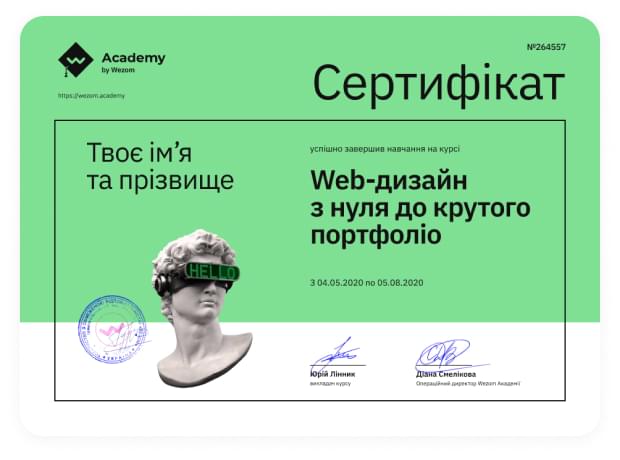 №264557
Academy
by Wezom
Сертифікат
https://wezom.academy
Твоє ім’я
та прізвище
успішно завершив навчання на курсі
Web-дизайн
з нуля до крутого
портфоліо
З 04.05.2020 по 05.08.2020
HELLO
Юрій Лінник
викладач курсу
Діана Смелікова
Операційний директор Wezom Академії